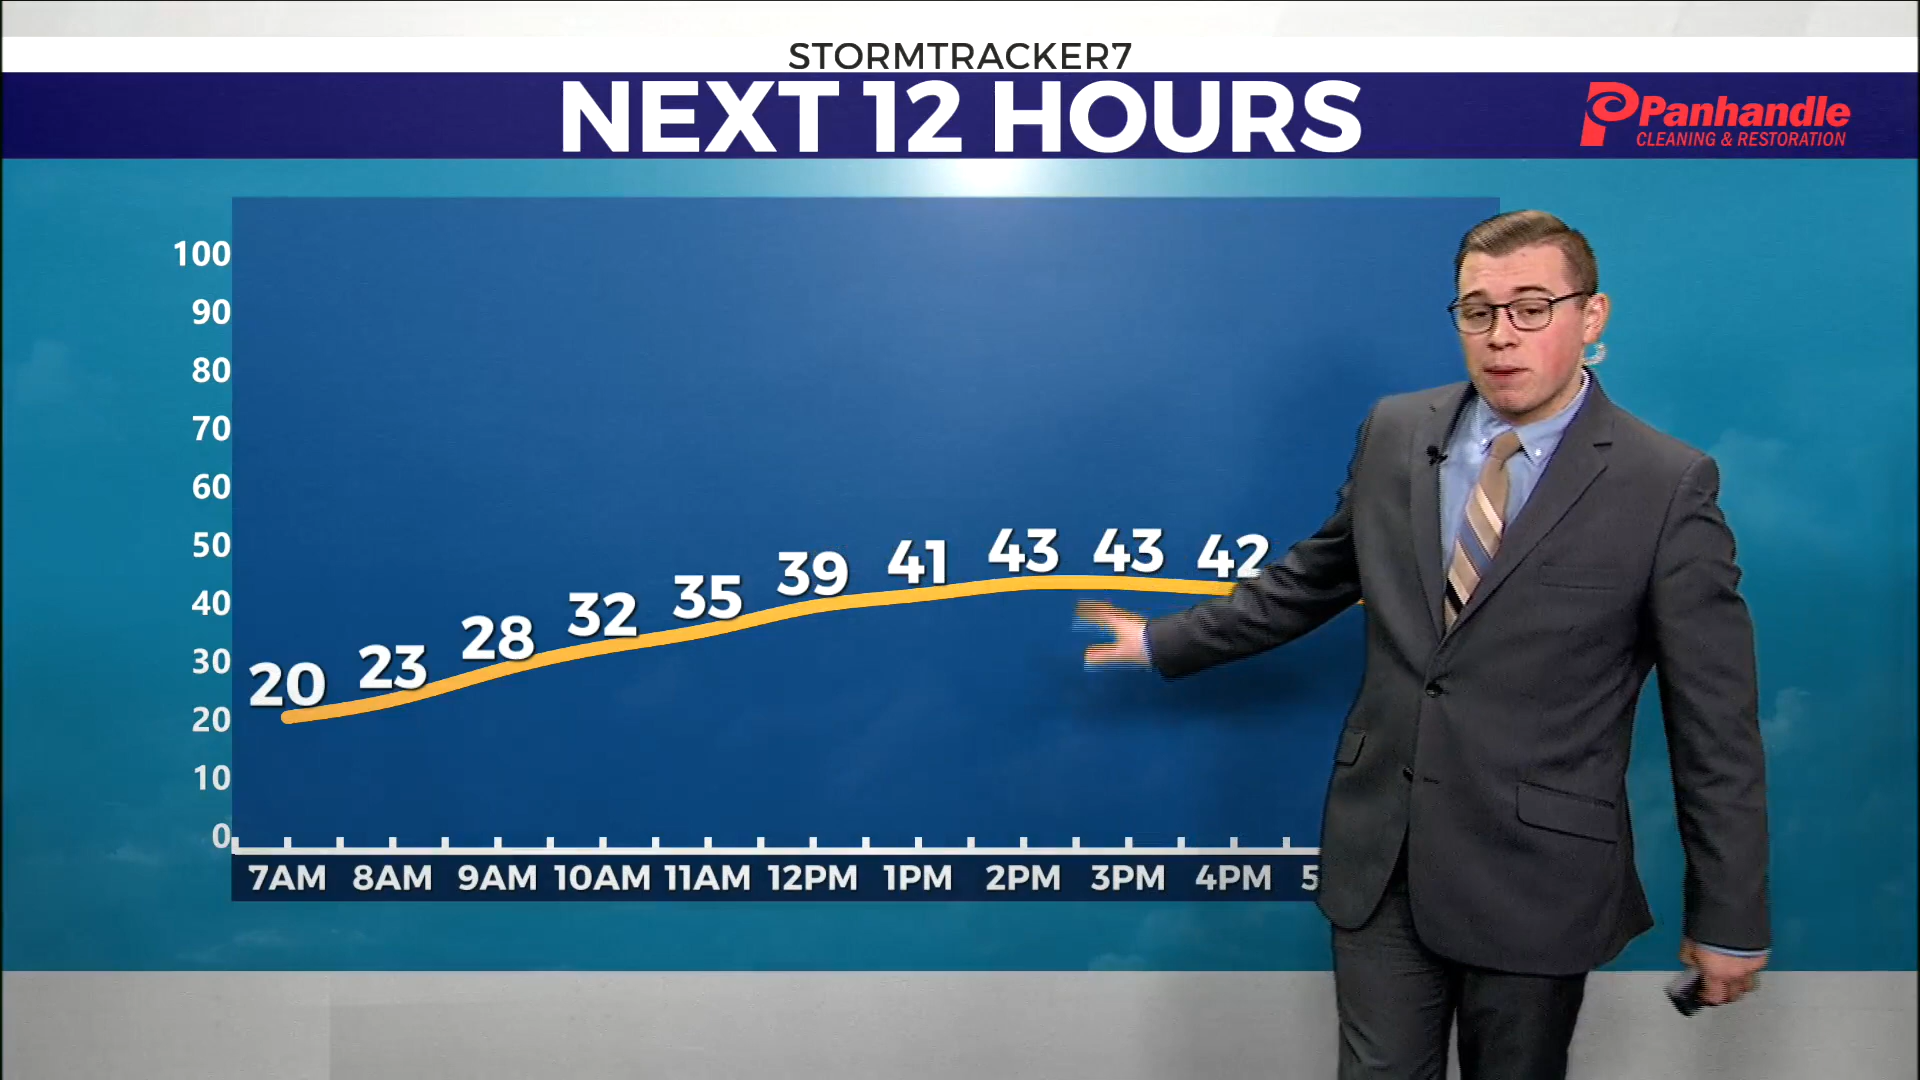 STORMTRACKER7
NEXT 12 HOURS
Panhandle
CLEANING & RESTORATION
100
90
80
70
60
50
40
30
20
10
0
20 23 28 32 35 39 41 43 43 42
7AM 8AM 9AM 10AM 11AM 12PM 1PM 2PM 3PM 4PM 5